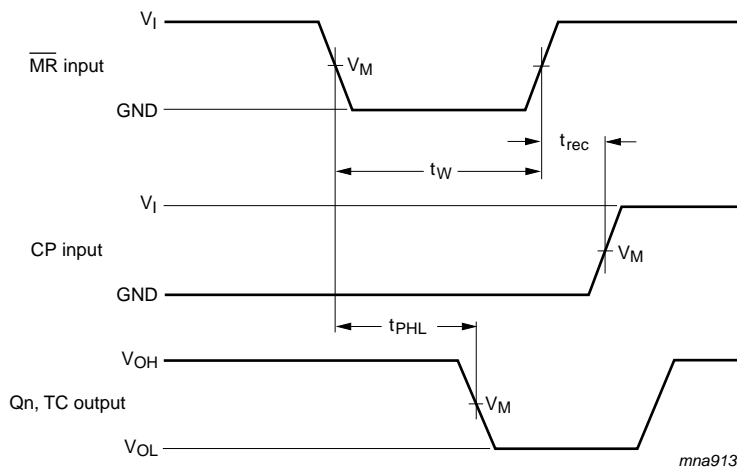 V_I
MR input
V_M
GND
t_rec
t_W
V_I
CP input
V_M
GND
t_PHL
V_OH
Qn, TC output
V_M
V_OL
mna913